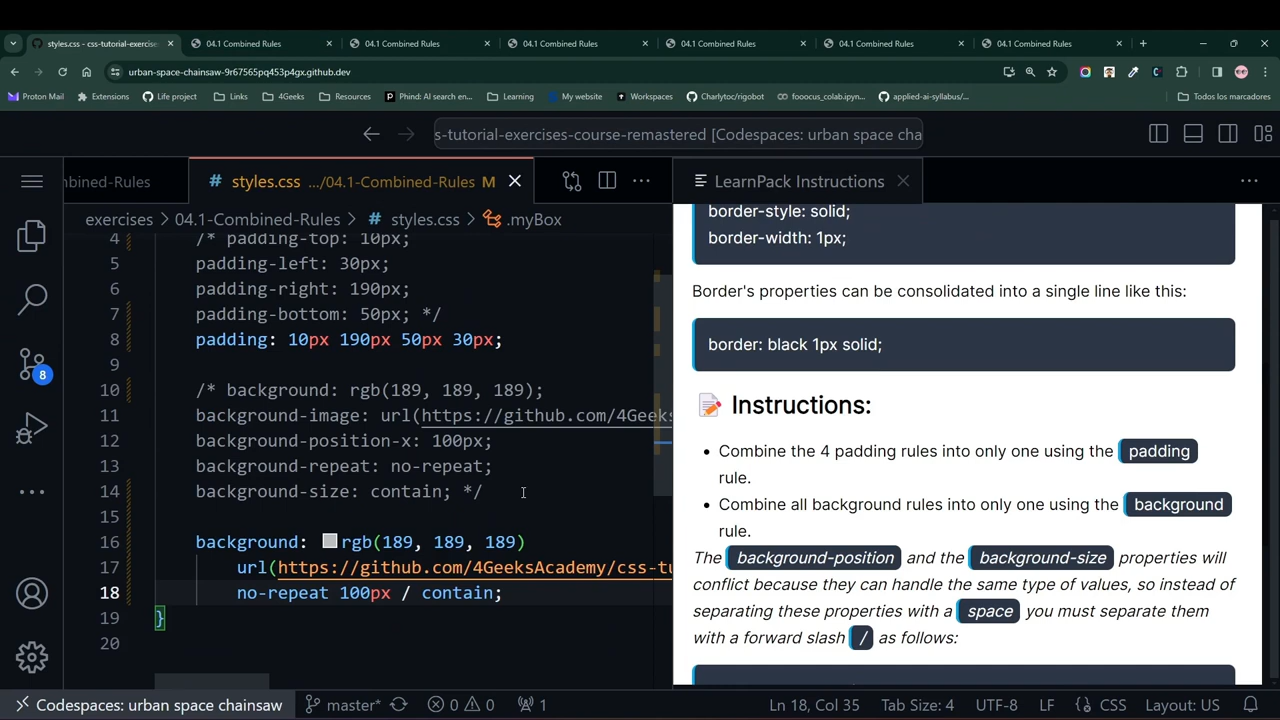 styles.css - css-tutorial-exercises
04.1 Combined Rules
04.1 Combined Rules
04.1 Combined Rules
04.1 Combined Rules
04.1 Combined Rules
04.1 Combined Rules
urban-space-chainsaw-9r67565pq453p4gx.github.dev
Proton Mail
Extensions
Life project
Links
4Geeks
Resources
Phind: AI search en...
Learning
My website
Workspaces
Charlytoc/rigobot
fooocus_colab.ipyn...
applied-ai-syllabus/...
Todos los marcadores
s-tutorial-exercises-course-remastered [Codespaces: urban space cha
mbined-Rules
# styles.css .../04.1-Combined-Rules M
LearnPack Instructions
exercises > 04.1-Combined-Rules > # styles.css > .myBox
4 /* padding-top: 10px;
5 padding-left: 30px;
6 padding-right: 190px;
7 padding-bottom: 50px; */
8 padding: 10px 190px 50px 30px;
9
10 /* background: rgb(189, 189, 189);
11 background-image: url(https://github.com/4Geeks
12 background-position-x: 100px;
13 background-repeat: no-repeat;
14 background-size: contain; */
15
16 background: rgb(189, 189, 189)
17 url(https://github.com/4GeeksAcademy/css-tu
18 no-repeat 100px / contain;
19 }
20
border-style: solid;
border-width: 1px;
Border's properties can be consolidated into a single line like this:
border: black 1px solid;
📝 Instructions:
• Combine the 4 padding rules into only one using the padding
rule.
• Combine all background rules into only one using the background
rule.
The background-position and the background-size properties will
conflict because they can handle the same type of values, so instead of
separating these properties with a space you must separate them
with a forward slash / as follows:
8
Codespaces: urban space chainsaw
master*
0 0
1
Ln 18, Col 35
Tab Size: 4
UTF-8
LF
{} CSS
Layout: US